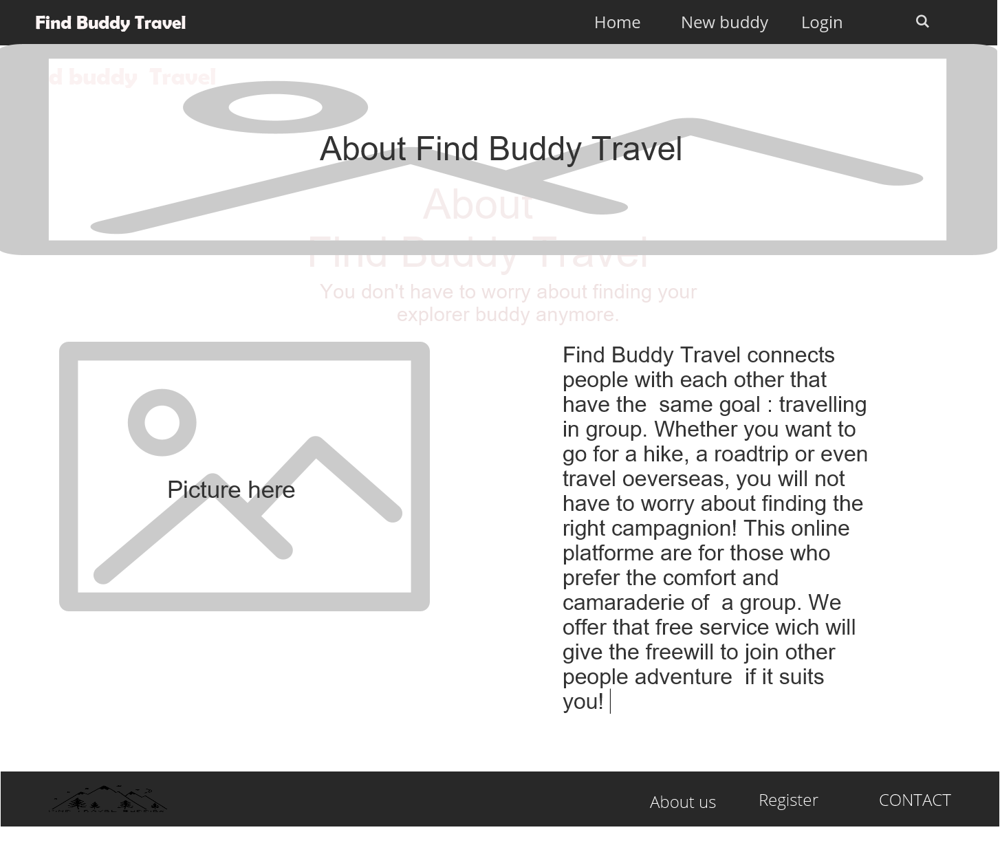 Find Buddy Travel
Home New buddy Login
d buddy Travel
About Find Buddy Travel
About
Find Buddy Travel
You don't have to worry about finding your
explorer buddy anymore.
Picture here
Find Buddy Travel connects
people with each other that
have the same goal : travelling
in group. Whether you want to
go for a hike, a roadtrip or even
travel oeverseas, you will not
have to worry about finding the
right campagnion! This online
platforme are for those who
prefer the comfort and
camaraderie of a group. We
offer that free service wich will
give the freewill to join other
people adventure if it suits
you!
About us Register CONTACT